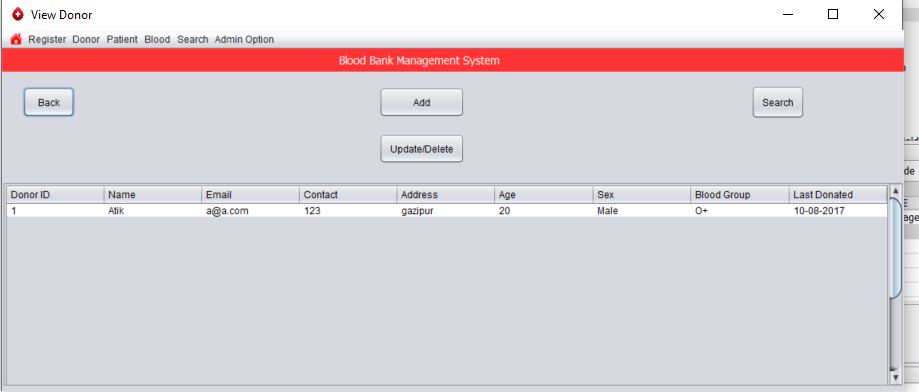 View Donor
Register Donor Patient Blood Search Admin Option
Blood Bank Management System
Back Add Search
Update/Delete
Donor ID Name Email Contact Address Age Sex Blood Group Last Donated
1 Atik a@a.com 123 gazipur 20 Male O+ 10-08-2017